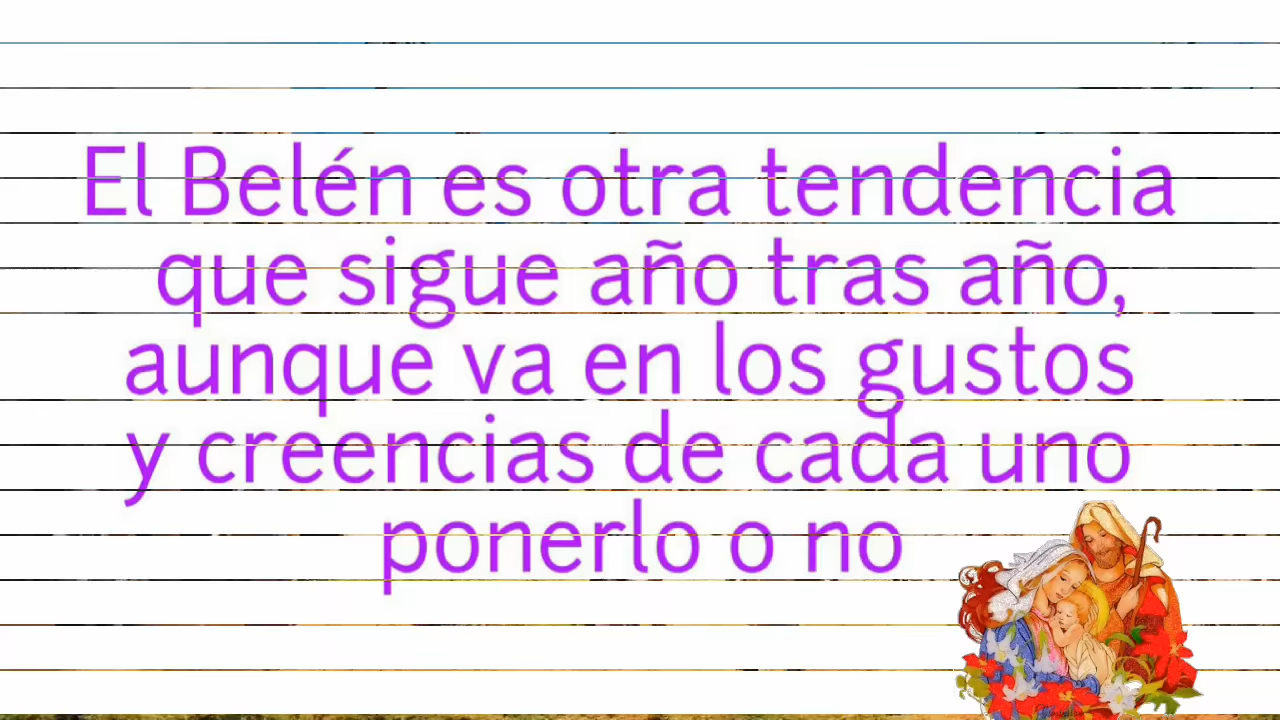 El Belén es otra tendencia
que sigue año tras año,
aunque va en los gustos
y creencias de cada uno
ponerlo o no